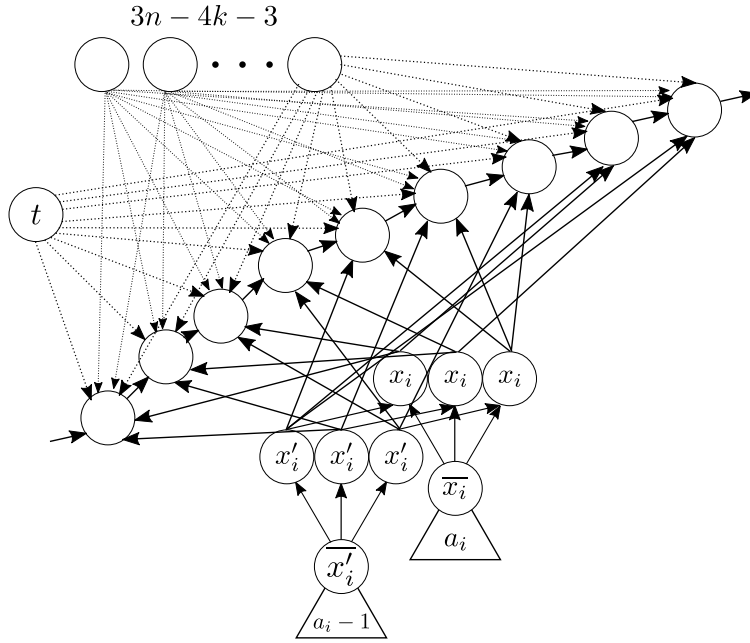 3n − 4k − 3
t
x_i x_i x_i
x'_i x'_i x'_i
\overline{x_i}
a_i
\overline{x'_i}
a_i − 1